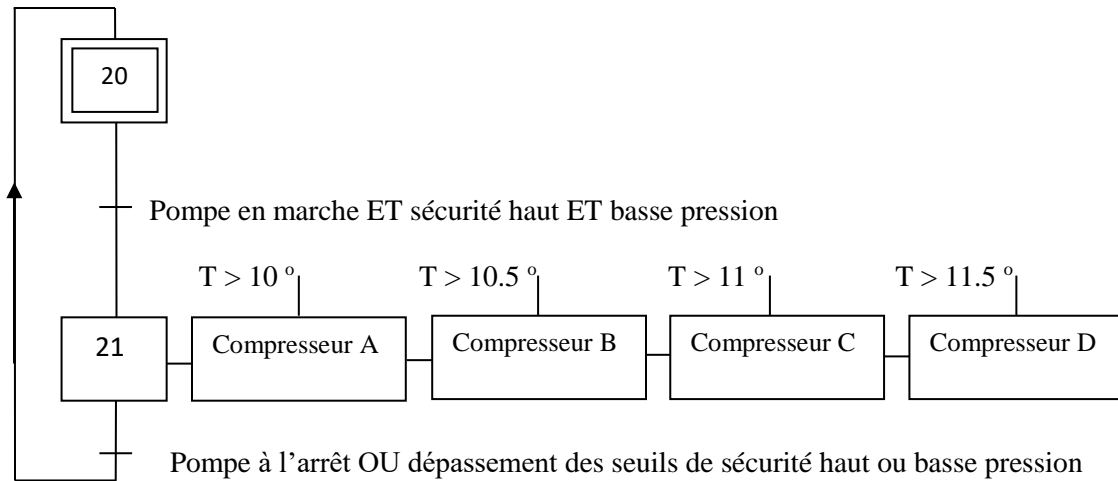 20
Pompe en marche ET sécurité haut ET basse pression
T > 10 ° T > 10.5 ° T > 11 ° T > 11.5 °
21 Compresseur A Compresseur B Compresseur C Compresseur D
Pompe à l’arrêt OU dépassement des seuils de sécurité haut ou basse pression